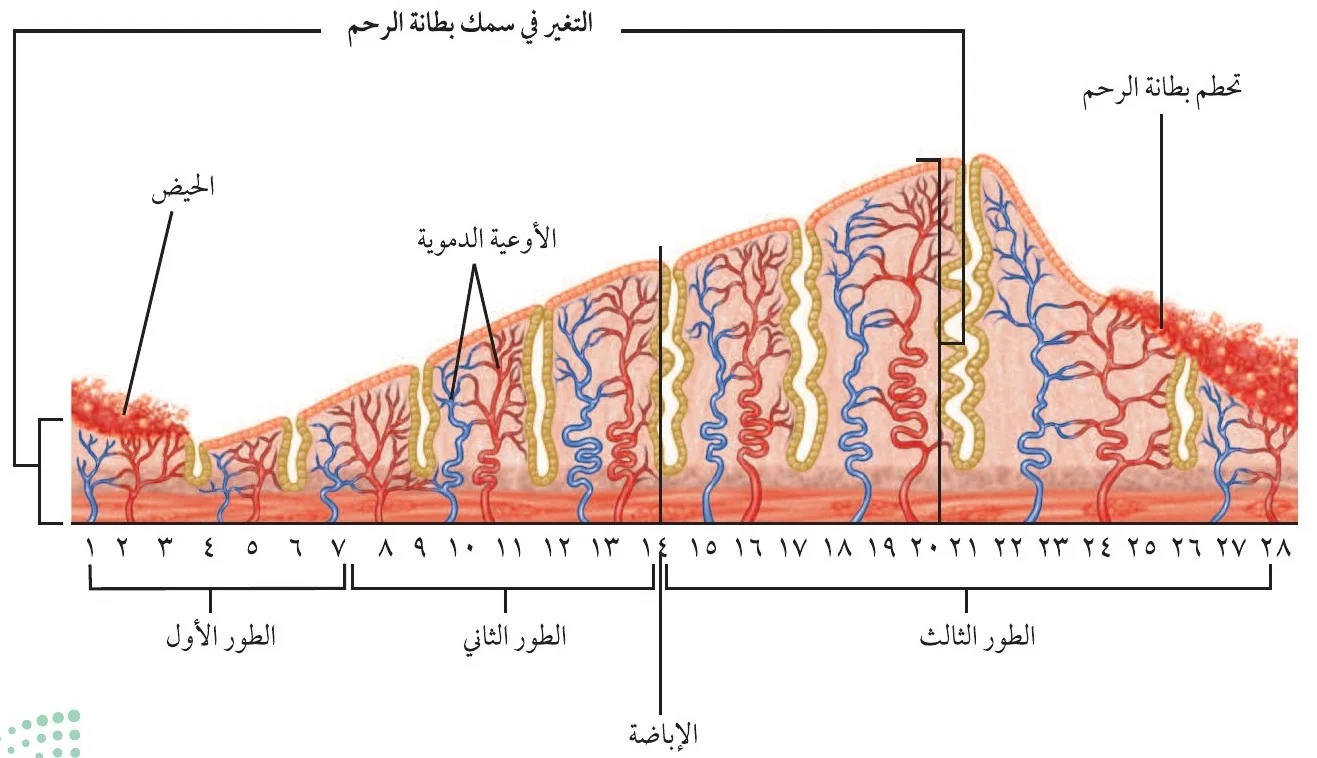 التغير في سمك بطانة الرحم
تحطم بطانة الرحم
الحيض
الأوعية الدموية
١ ٢ ٣ ٤ ٥ ٦ ٧ ٨ ٩ ١٠ ١١ ١٢ ١٣ ١٤ ١٥ ١٦ ١٧ ١٨ ١٩ ٢٠ ٢١ ٢٢ ٢٣ ٢٤ ٢٥ ٢٦ ٢٧ ٢٨
الطور الأول
الطور الثاني
الطور الثالث
الإباضة